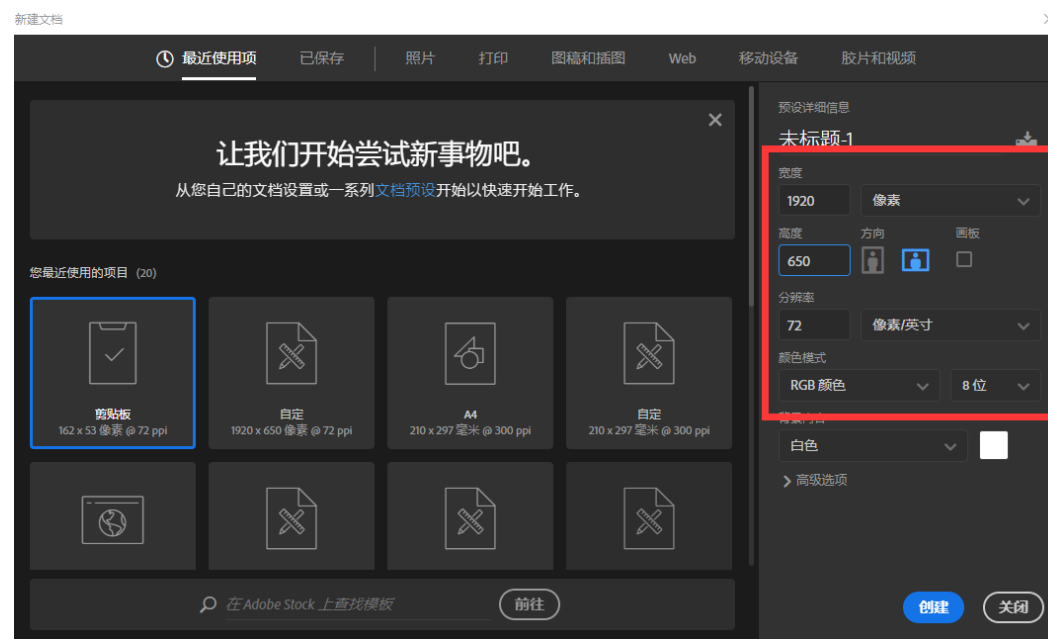 新建文档
最近使用项 已保存 照片 打印 图稿和插图 Web 移动设备 胶片和视频
让我们开始尝试新事物吧。
从您自己的文档设置或一系列文档预设开始以快速开始工作。
您最近使用的项目 (20)
剪贴板
162 x 53 像素 @ 72 ppi
自定
1920 x 650 像素 @ 72 ppi
A4
210 x 297 毫米 @ 300 ppi
自定
210 x 297 毫米 @ 300 ppi
在 Adobe Stock 上查找模板
前往
预设详细信息
未标题-1
宽度
1920 像素
高度 方向 画板
650
分辨率
72 像素/英寸
颜色模式
RGB 颜色 8 位
背景内容
白色
高级选项
创建 关闭